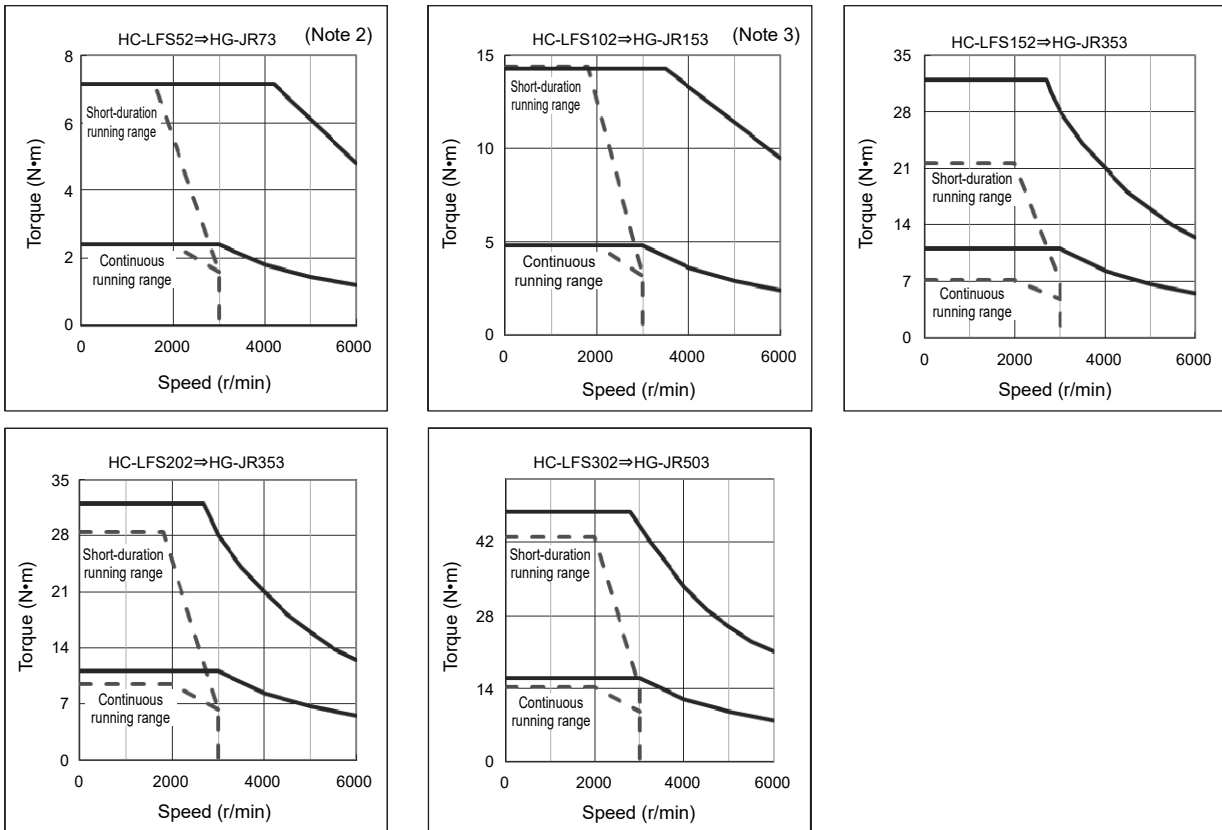 HC-LFS52⇒HG-JR73
(Note 2)
8
6
4
2
0
Torque (N•m)
Short-duration
running range
Continuous
running range
0 2000 4000 6000
Speed (r/min)
HC-LFS102⇒HG-JR153
(Note 3)
15
10
5
0
Torque (N•m)
Short-duration
running range
Continuous
running range
0 2000 4000 6000
Speed (r/min)
HC-LFS152⇒HG-JR353
35
28
21
14
7
0
Torque (N•m)
Short-duration
running range
Continuous
running range
0 2000 4000 6000
Speed (r/min)
HC-LFS202⇒HG-JR353
35
28
21
14
7
0
Torque (N•m)
Short-duration
running range
Continuous
running range
0 2000 4000 6000
Speed (r/min)
HC-LFS302⇒HG-JR503
42
28
14
0
Torque (N•m)
Short-duration
running range
Continuous
running range
0 2000 4000 6000
Speed (r/min)